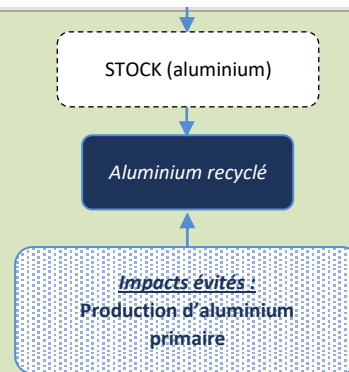 STOCK (aluminium)
Aluminium recyclé
Impacts évités :
Production d'aluminium
primaire